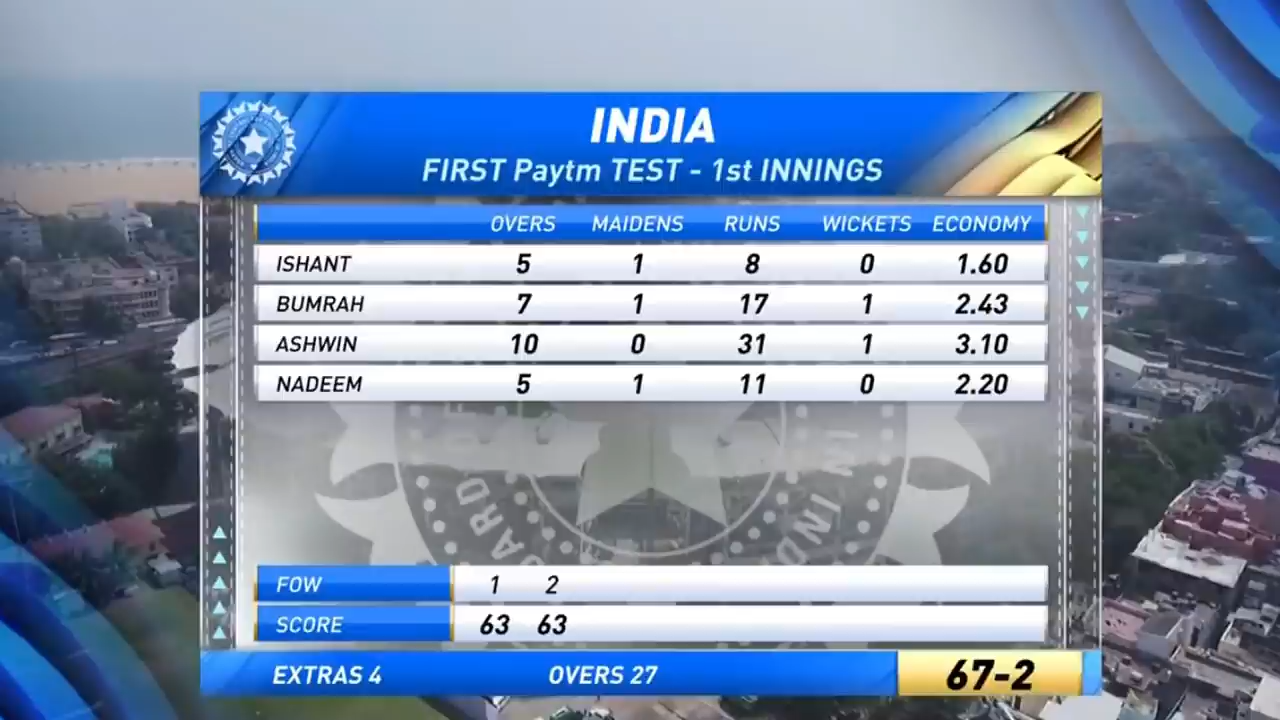 INDIA
FIRST Paytm TEST - 1st INNINGS
OVERS MAIDENS RUNS WICKETS ECONOMY
ISHANT 5 1 8 0 1.60
BUMRAH 7 1 17 1 2.43
ASHWIN 10 0 31 1 3.10
NADEEM 5 1 11 0 2.20
FOW 1 2
SCORE 63 63
EXTRAS 4 OVERS 27 67-2